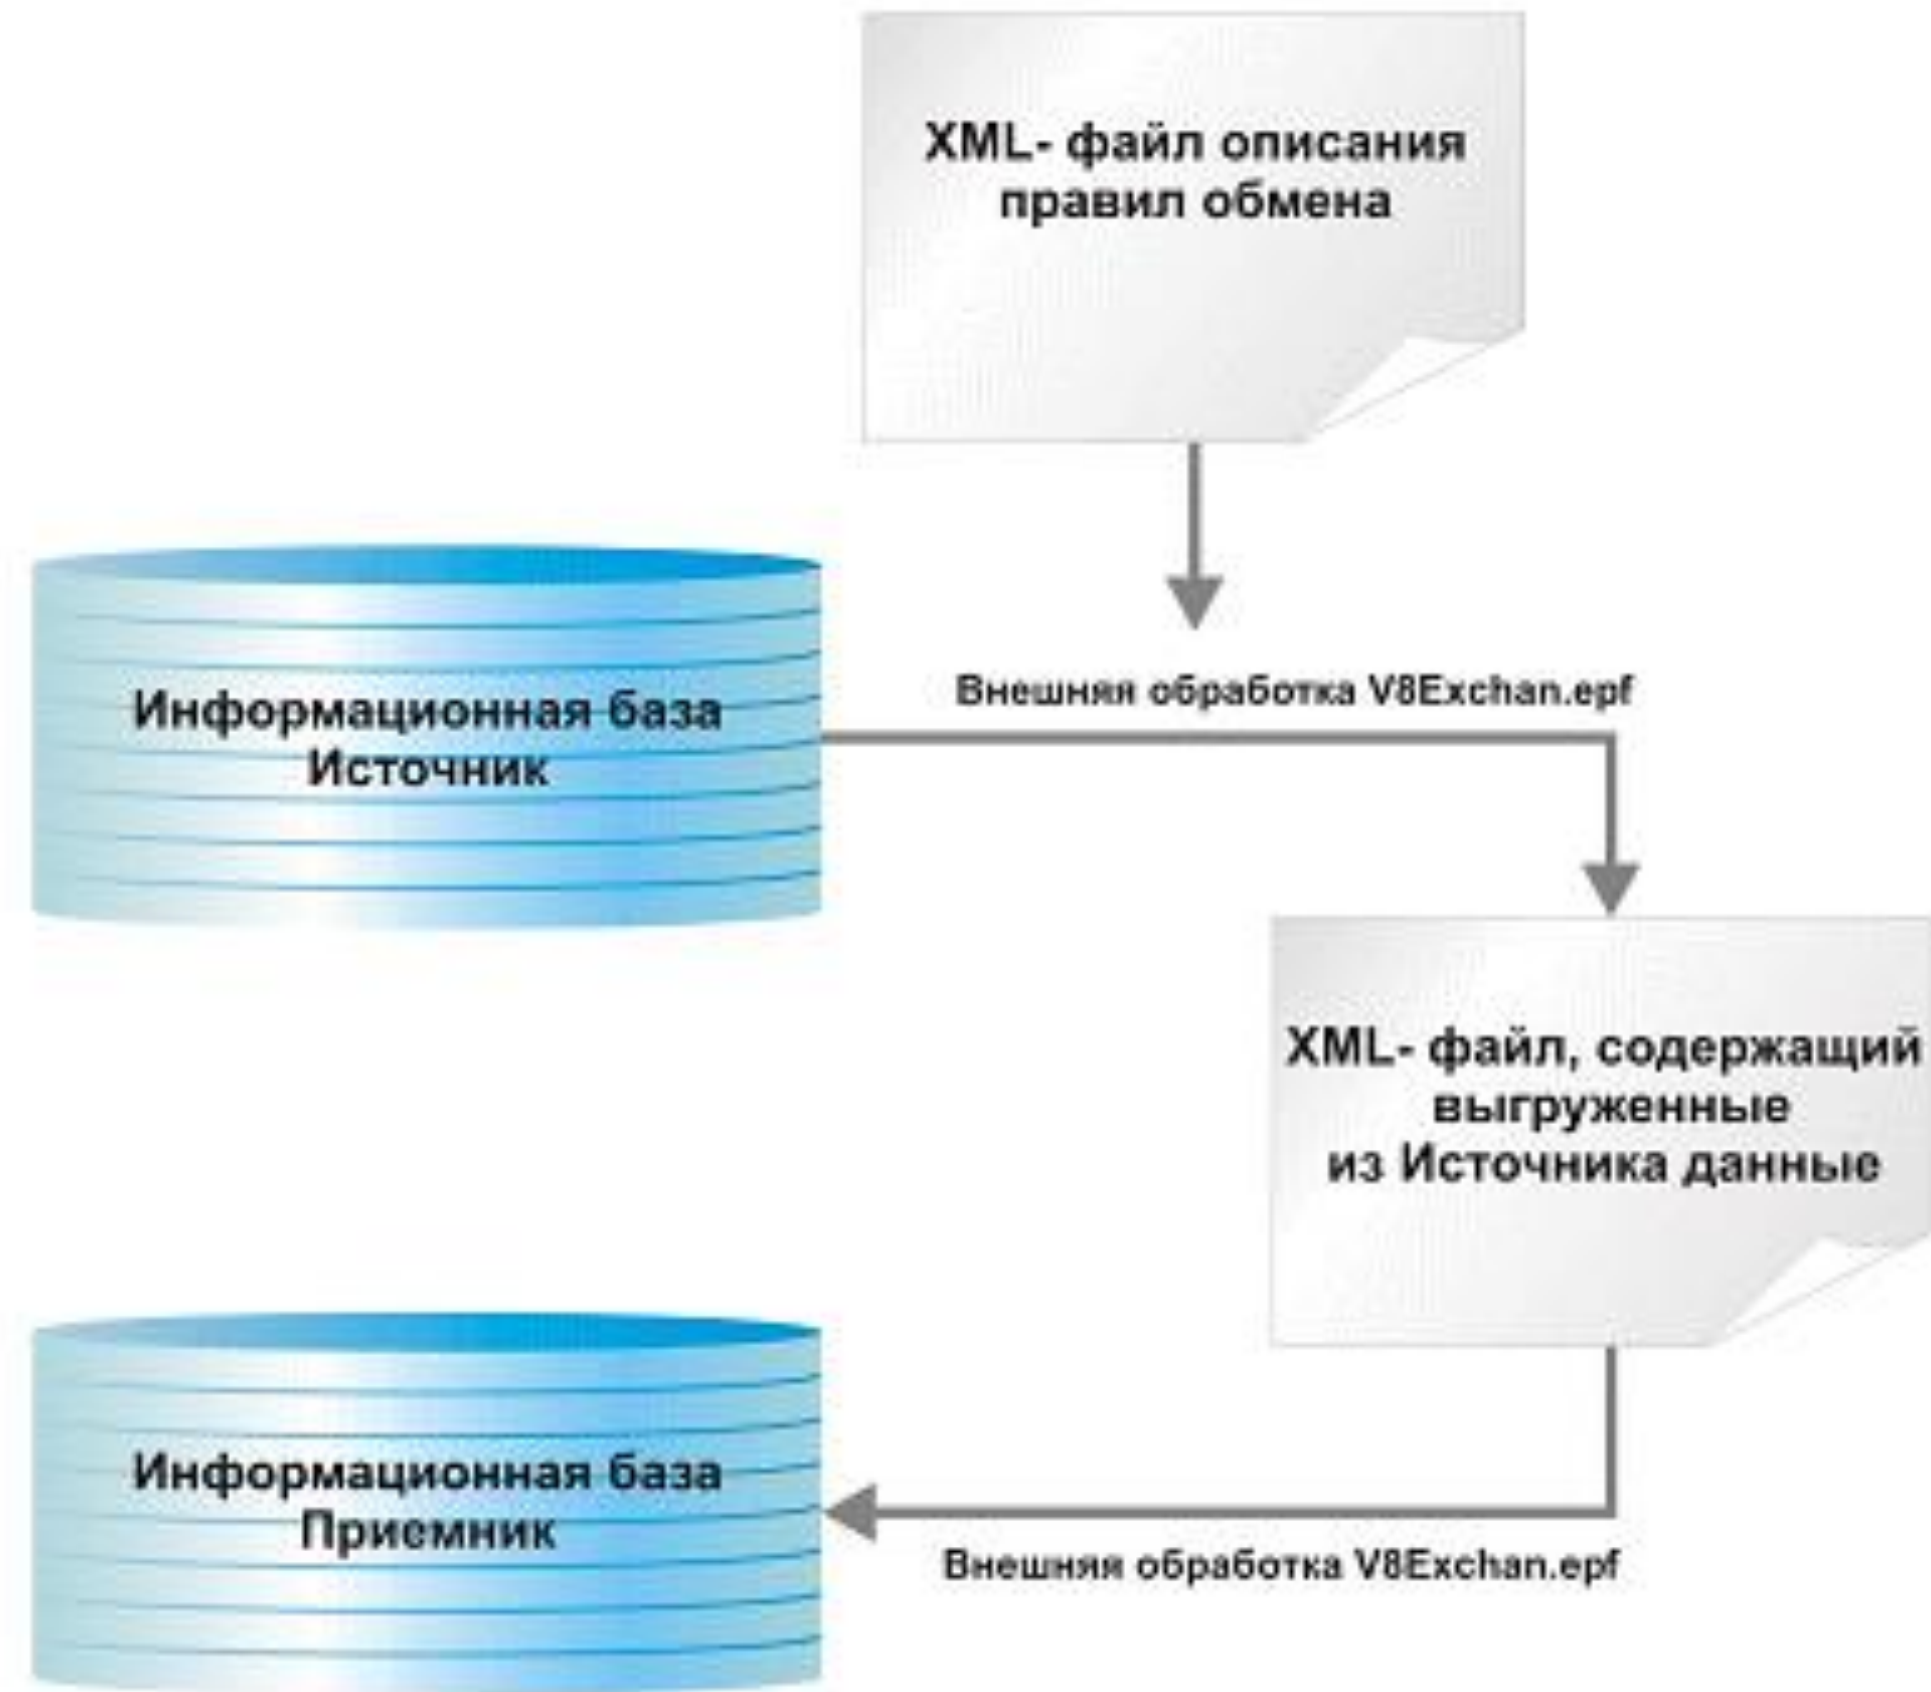 XML- файл описания
правил обмена
Внешняя обработка V8Exchan.epf
Информационная база
Источник
XML- файл, содержащий
выгруженные
из Источника данные
Информационная база
Приемник
Внешняя обработка V8Exchan.epf